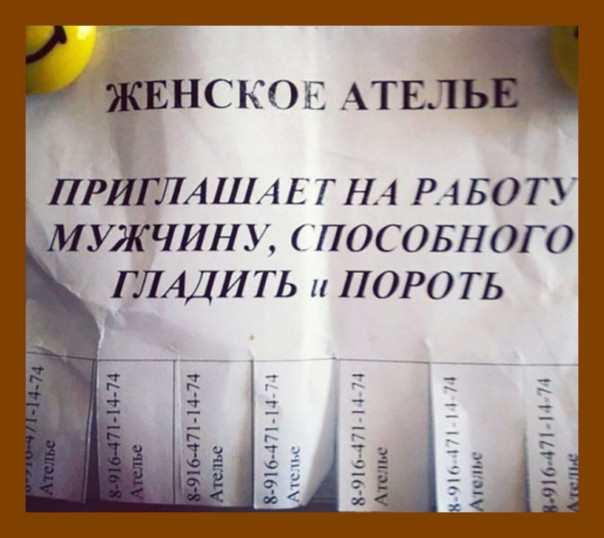 ЖЕНСКОЕ АТЕЛЬЕ
ПРИГЛАШАЕТ НА РАБОТУ
МУЖЧИНУ, СПОСОБНОГО
ГЛАДИТЬ и ПОРОТЬ
8-916-471-14-74
Ателье
8-916-471-14-74
Ателье
8-916-471-14-74
Ателье
8-916-471-14-74
Ателье
8-916-471-14-74
Ателье
8-916-471-14-74
Ателье
8-916-471-14-74
Ателье